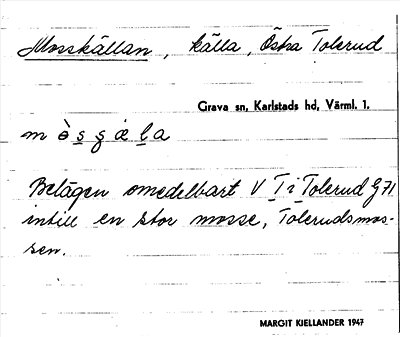 Mosskällan, källa, Östra Tolerud
Grava sn, Karlstads hd, Värml. l.
m ò s g æ l a
Belägen omedelbart V I i Tolerud G 71
intill en stor mosse, Tolerudsmos-
sen.
MARGIT KIELLANDER 1947